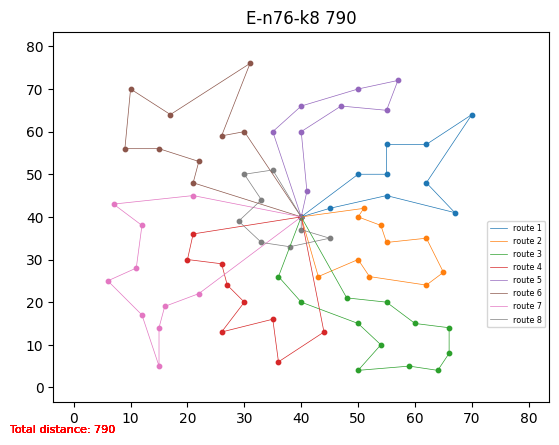 E-n76-k8 790
80
70
60
50
40
30
20
10
0
route 1
route 2
route 3
route 4
route 5
route 6
route 7
route 8
0 10 20 30 40 50 60 70 80
Total distance: 790